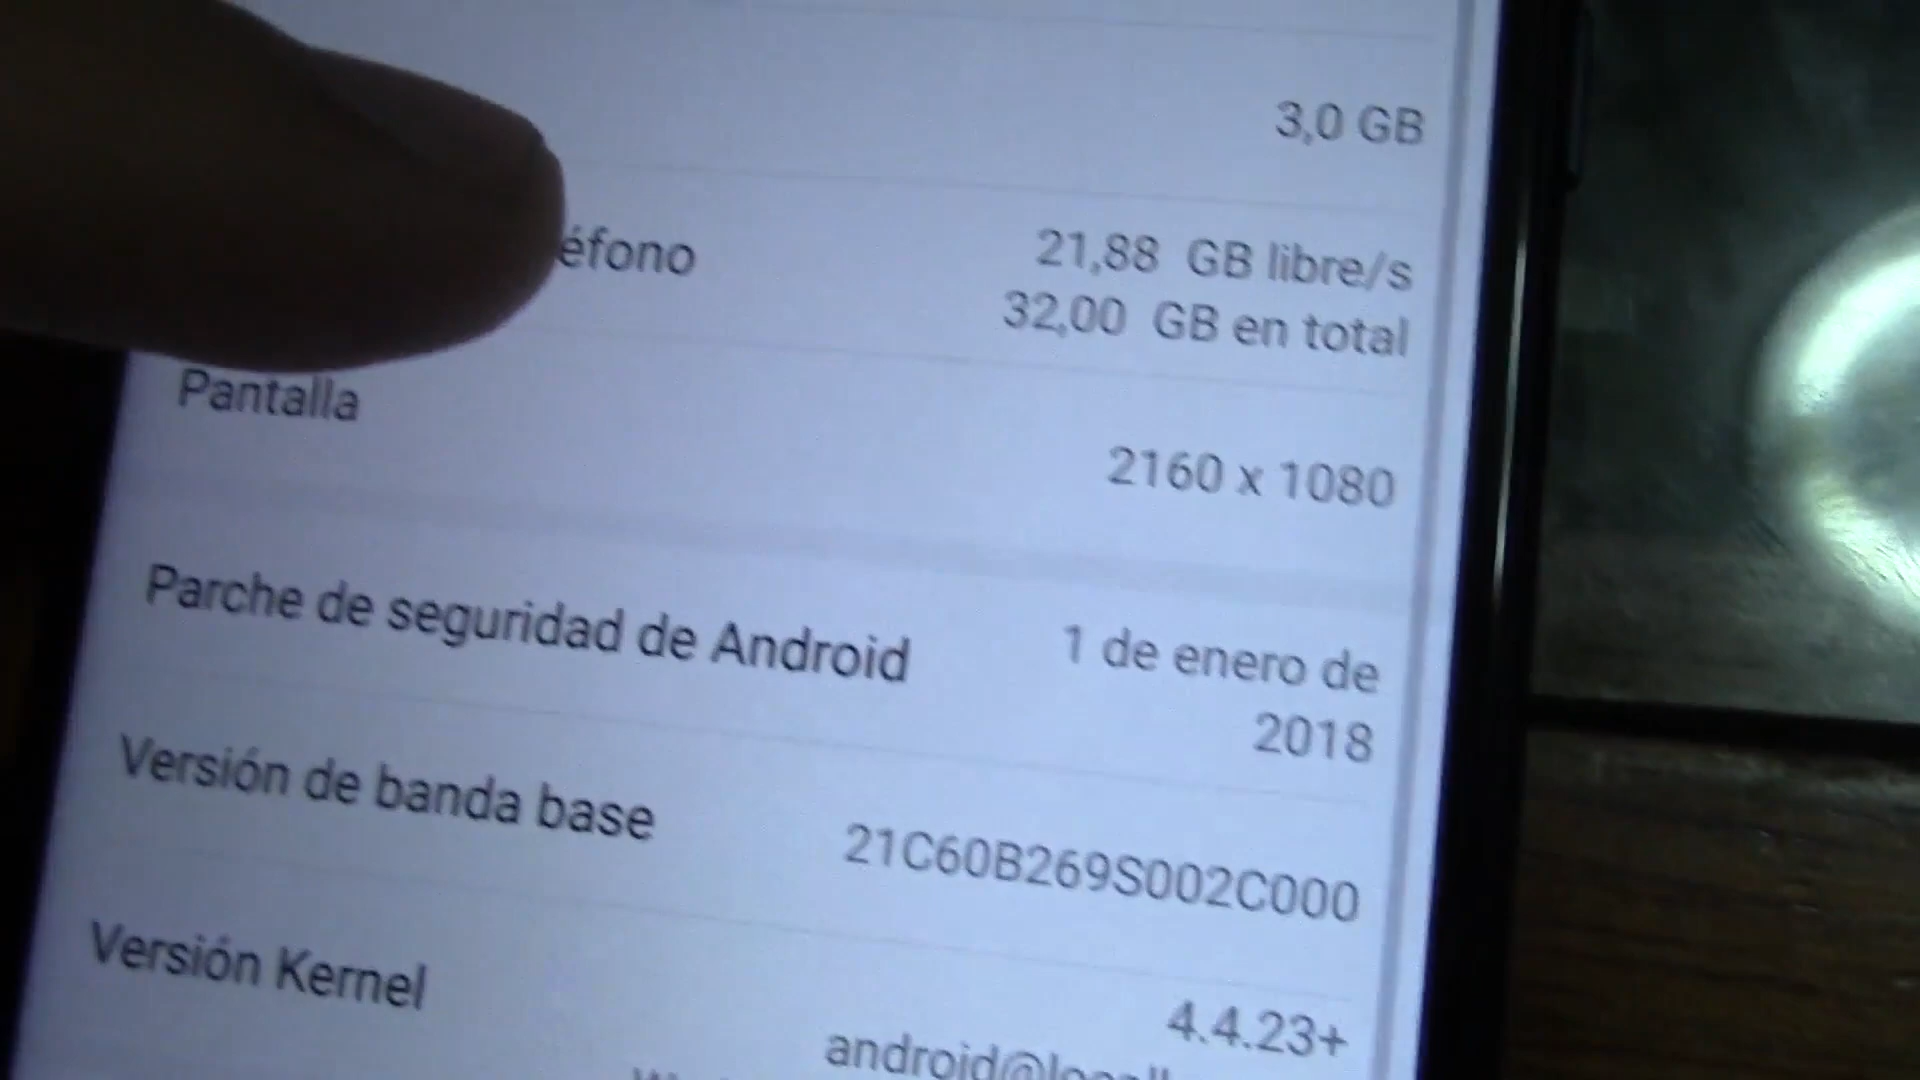 3,0 GB
éfono
21,88 GB libre/s
32,00 GB en total
Pantalla
2160 x 1080
Parche de seguridad de Android
1 de enero de
2018
Versión de banda base
21C60B269S002C000
Versión Kernel
4.4.23+